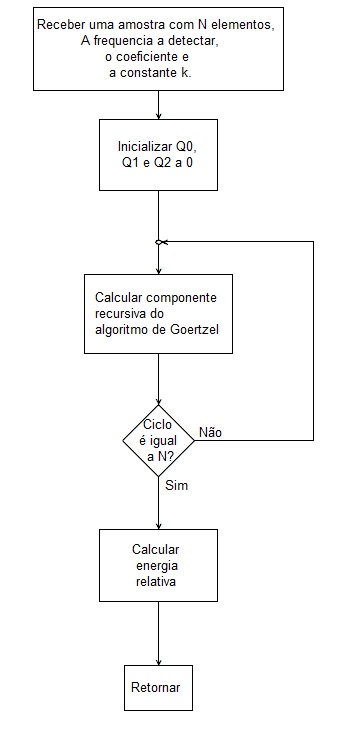 Receber uma amostra com N elementos,
A frequencia a detectar,
o coeficiente e
a constante k.
Inicializar Q0,
Q1 e Q2 a 0
Calcular componente
recursiva do
algoritmo de Goertzel
Ciclo
é igual
a N?
Não
Sim
Calcular
energia
relativa
Retornar